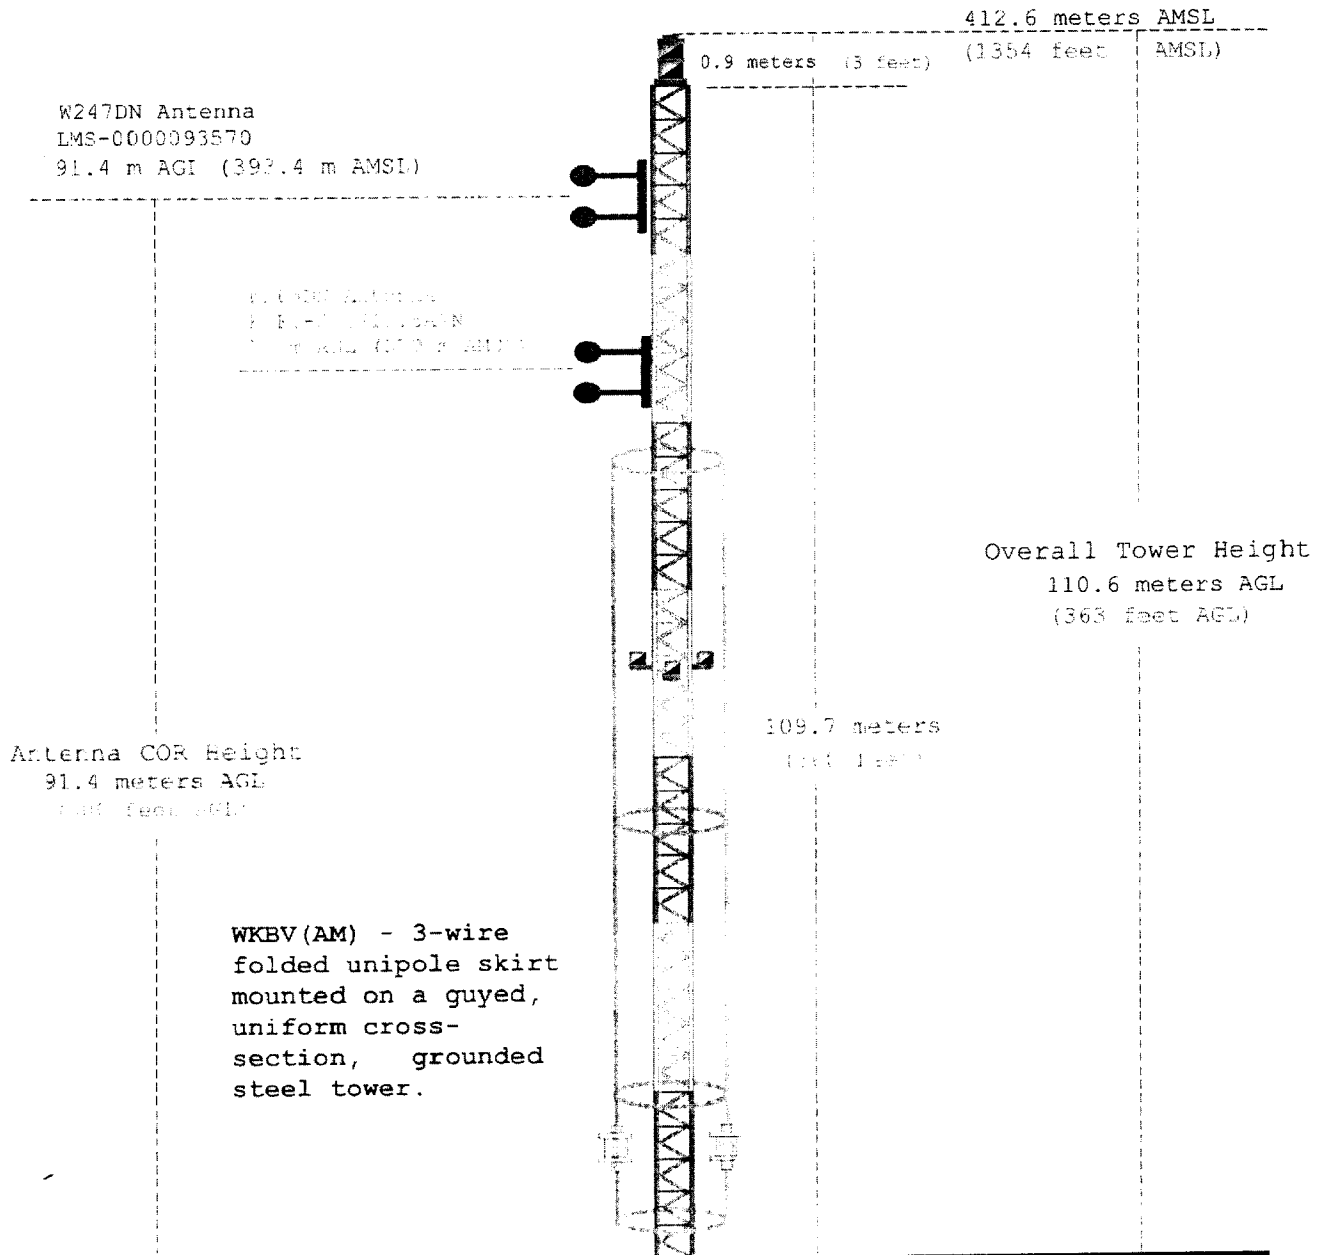 412.6 meters AMSL
(1354 feet AMSL)
0.9 meters (3 feet)
W247DN Antenna
LMS-0000093570
91.4 m AGL (393.4 m AMSL)
Antenna
Overall Tower Height
110.6 meters AGL
(363 feet AGL)
109.7 meters
Antenna COR Height
91.4 meters AGL
feet AGL
WKBV(AM) - 3-wire
folded unipole skirt
mounted on a guyed,
uniform cross-
section, grounded
steel tower.